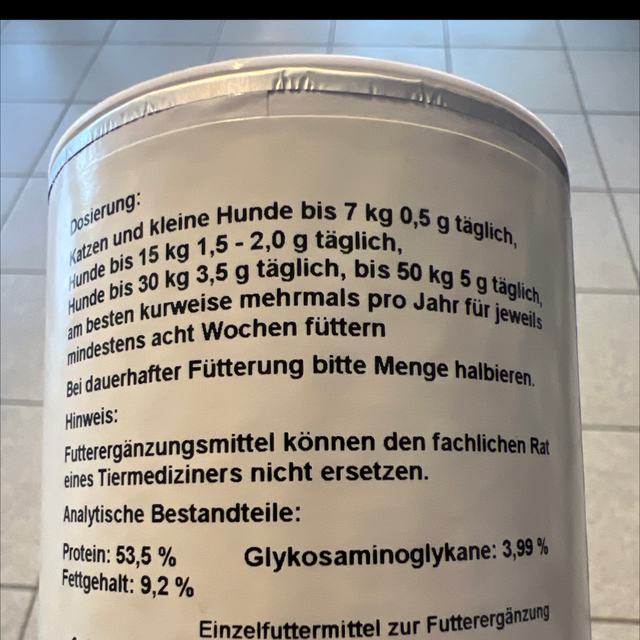 Dosierung:
Katzen und kleine Hunde bis 7 kg 0,5 g täglich,
Hunde bis 15 kg 1,5 - 2,0 g täglich,
Hunde bis 30 kg 3,5 g täglich, bis 50 kg 5 g täglich,
am besten kurweise mehrmals pro Jahr für jeweils
mindestens acht Wochen füttern
Bei dauerhafter Fütterung bitte Menge halbieren.
Hinweis:
Futterergänzungsmittel können den fachlichen Rat
eines Tiermediziners nicht ersetzen.
Analytische Bestandteile:
Protein: 53,5 % Glykosaminoglykane: 3,99 %
Fettgehalt: 9,2 %
Einzelfuttermittel zur Futterergänzung